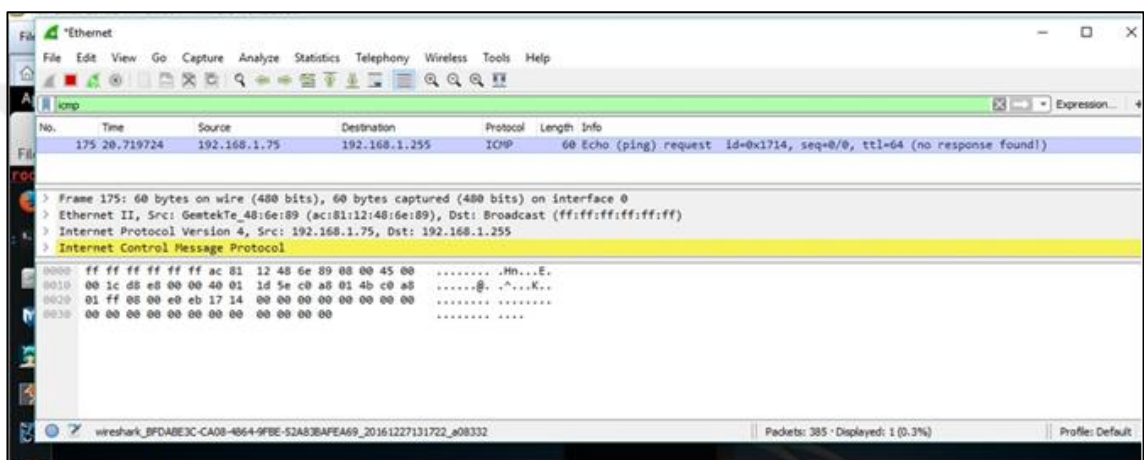 *Ethernet
File Edit View Go Capture Analyze Statistics Telephony Wireless Tools Help
icmp
Expression...
No. Time Source Destination Protocol Length Info
175 20.719724 192.168.1.75 192.168.1.255 ICMP 60 Echo (ping) request id=0x1714, seq=0/0, ttl=64 (no response found!)
> Frame 175: 60 bytes on wire (480 bits), 60 bytes captured (480 bits) on interface 0
> Ethernet II, Src: GemtekTe_48:6e:89 (ac:81:12:48:6e:89), Dst: Broadcast (ff:ff:ff:ff:ff:ff)
> Internet Protocol Version 4, Src: 192.168.1.75, Dst: 192.168.1.255
> Internet Control Message Protocol
0000 ff ff ff ff ff ff ac 81 12 48 6e 89 08 00 45 00 ........ .Hn...E.
0010 00 1c d8 e8 00 00 40 01 1d 5e c0 a8 01 4b c0 a8 ......@. .^...K..
0020 01 ff 08 00 e0 eb 17 14 00 00 00 00 00 00 00 00 ........ ........
0030 00 00 00 00 00 00 00 00 00 00 00 00 ........ ....
wireshark_BFDABE3C-CA08-4864-9FBE-52A83BAFEA69_20161227131722_a08332
Packets: 385 · Displayed: 1 (0.3%)
Profile: Default